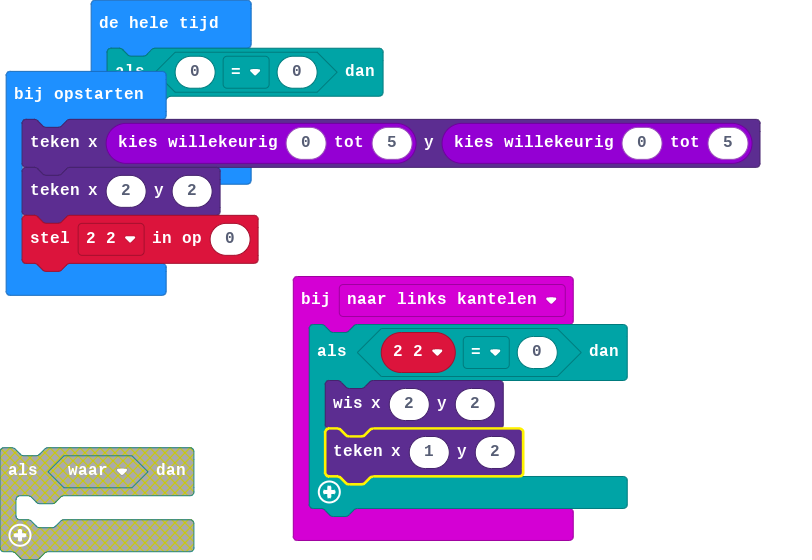 de hele tijd
als 0 = 0 dan
bij opstarten
teken x kies willekeurig 0 tot 5 y kies willekeurig 0 tot 5
teken x 2 y 2
stel 2 2 in op 0
bij naar links kantelen
als 2 2 = 0 dan
wis x 2 y 2
teken x 1 y 2
als waar dan